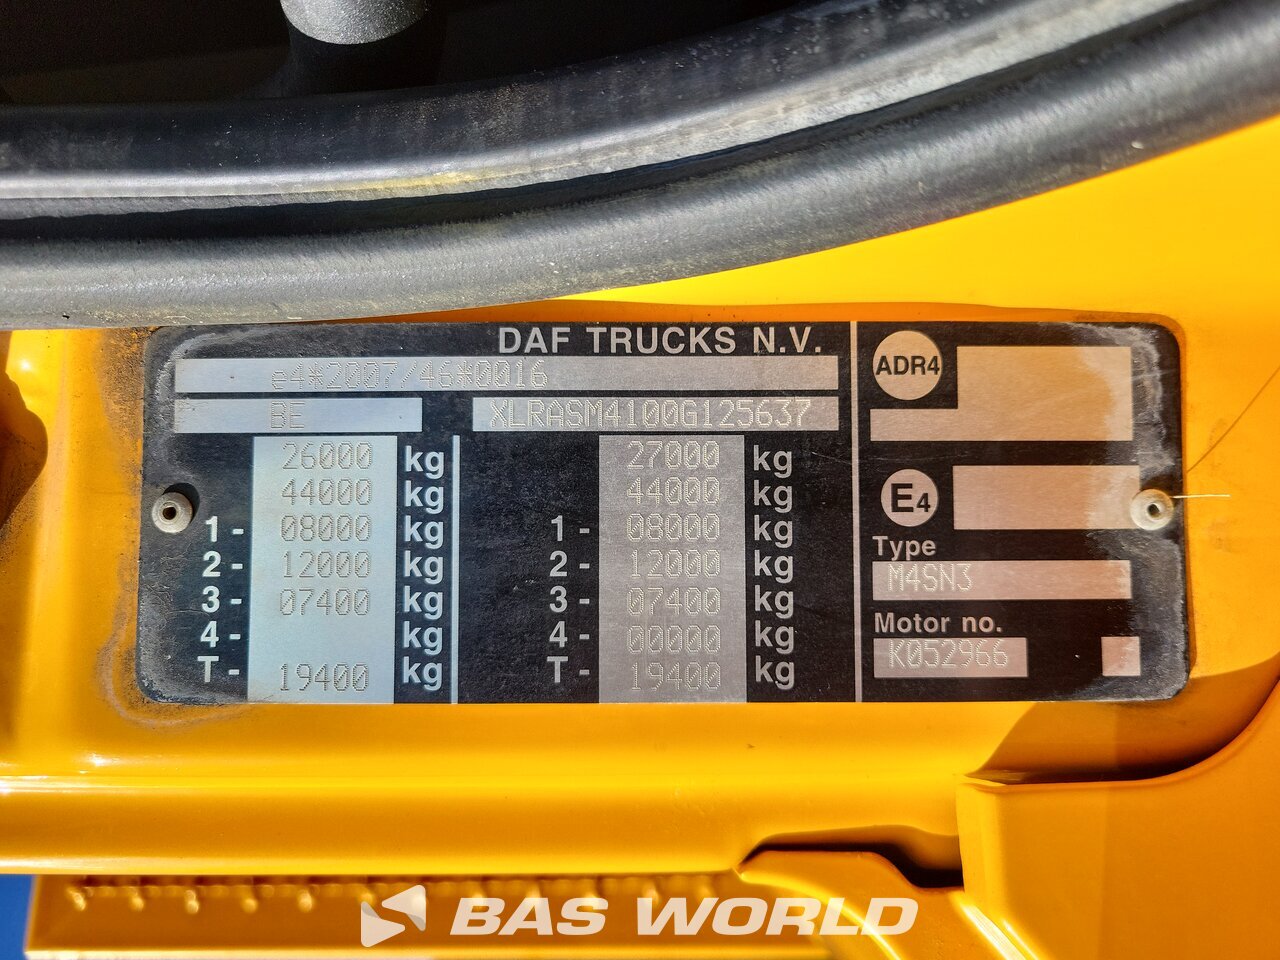 DAF TRUCKS N.V.
e4*2007/46*0016
BE XLRASM4100G125637
26000 kg 27000 kg
44000 kg 44000 kg
1- 08000 kg 1- 08000 kg
2- 12000 kg 2- 12000 kg
3- 07400 kg 3- 07400 kg
4- kg 4- 00000 kg
T- 19400 kg T- 19400 kg
ADR4
E4
Type
M4SN3
Motor no.
K052966
BAS WORLD